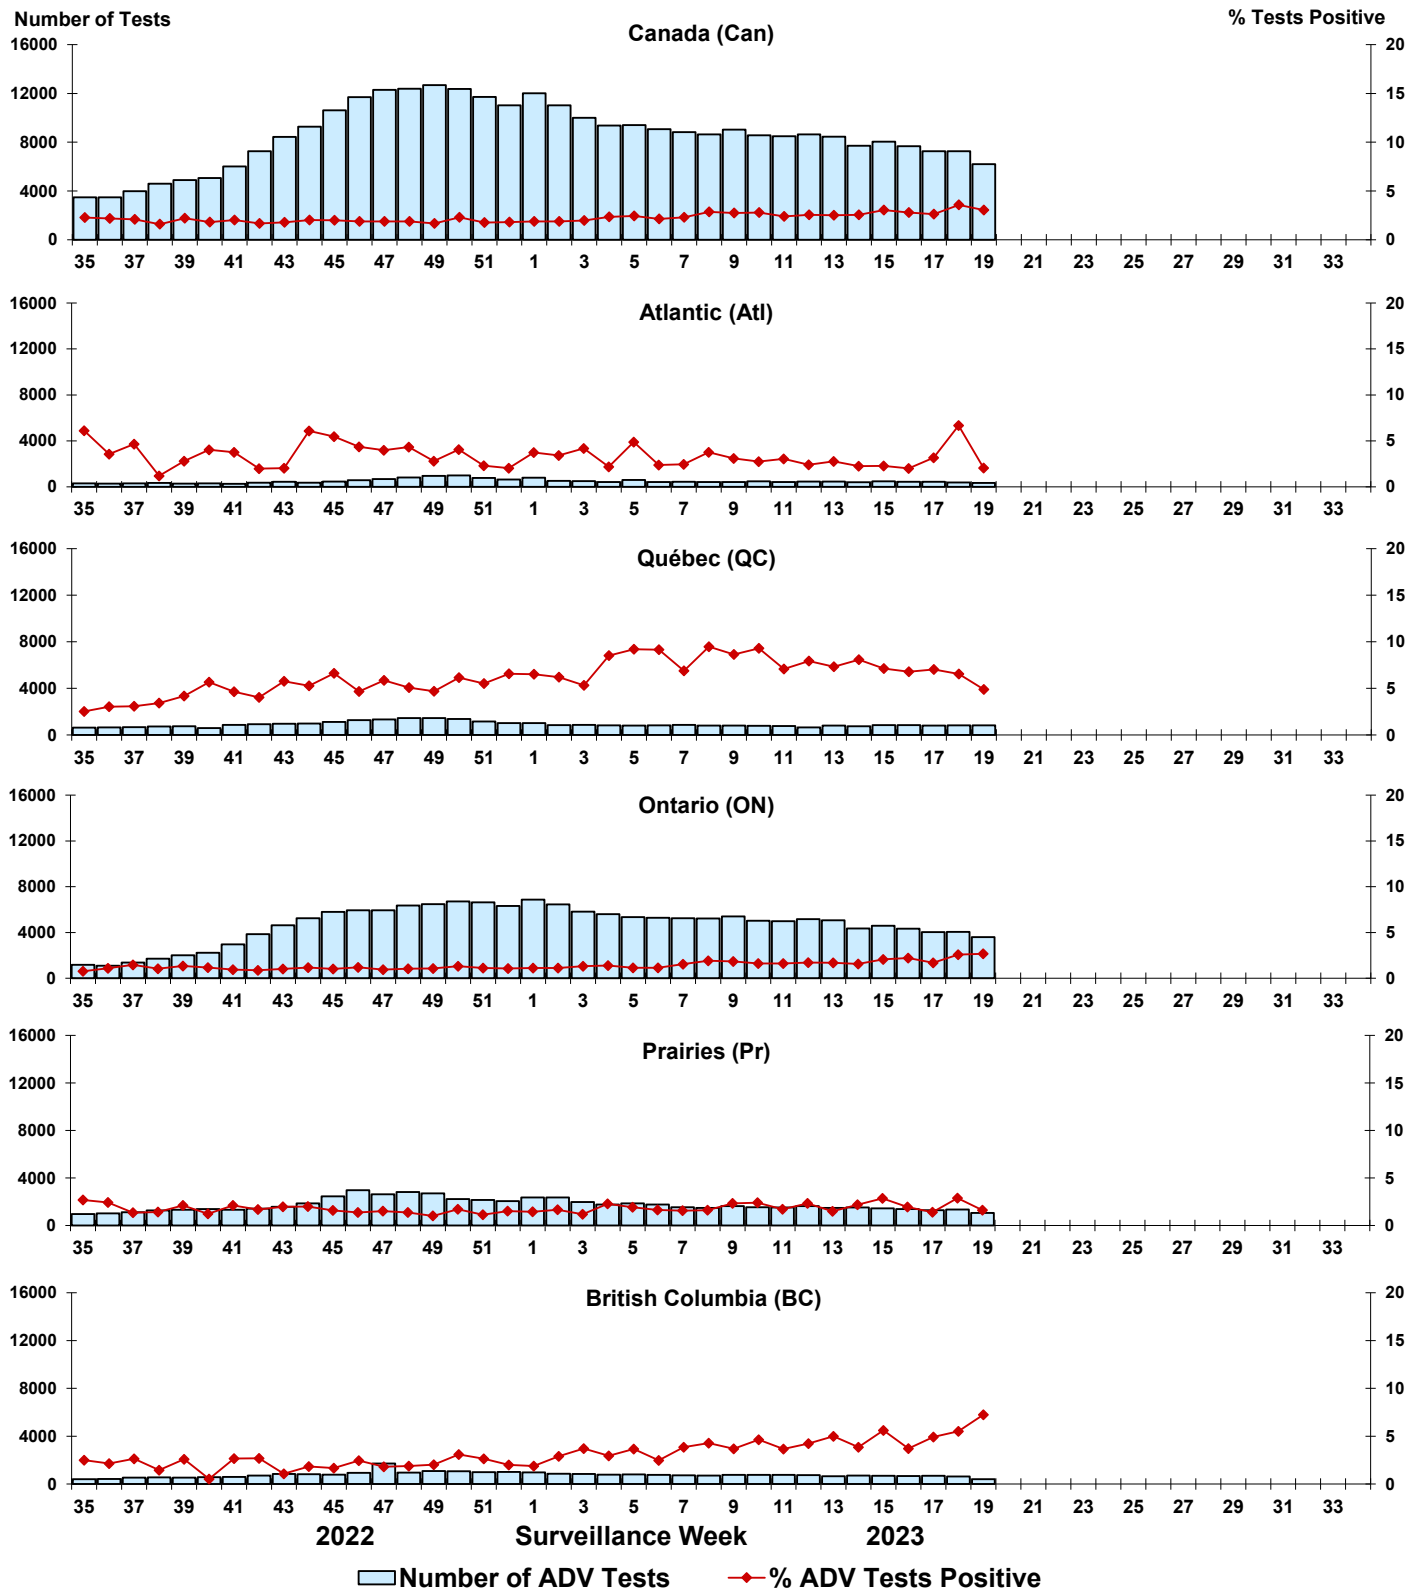 Number of Tests % Tests Positive
Canada (Can)
16000 20
12000 15
8000 10
4000 5
0 0
35 37 39 41 43 45 47 49 51 1 3 5 7 9 11 13 15 17 19 21 23 25 27 29 31 33
Atlantic (Atl)
16000 20
12000 15
8000 10
4000 5
0 0
35 37 39 41 43 45 47 49 51 1 3 5 7 9 11 13 15 17 19 21 23 25 27 29 31 33
Québec (QC)
16000 20
12000 15
8000 10
4000 5
0 0
35 37 39 41 43 45 47 49 51 1 3 5 7 9 11 13 15 17 19 21 23 25 27 29 31 33
Ontario (ON)
16000 20
12000 15
8000 10
4000 5
0 0
35 37 39 41 43 45 47 49 51 1 3 5 7 9 11 13 15 17 19 21 23 25 27 29 31 33
Prairies (Pr)
16000 20
12000 15
8000 10
4000 5
0 0
35 37 39 41 43 45 47 49 51 1 3 5 7 9 11 13 15 17 19 21 23 25 27 29 31 33
British Columbia (BC)
16000 20
12000 15
8000 10
4000 5
0 0
35 37 39 41 43 45 47 49 51 1 3 5 7 9 11 13 15 17 19 21 23 25 27 29 31 33
2022 Surveillance Week 2023
Number of ADV Tests % ADV Tests Positive